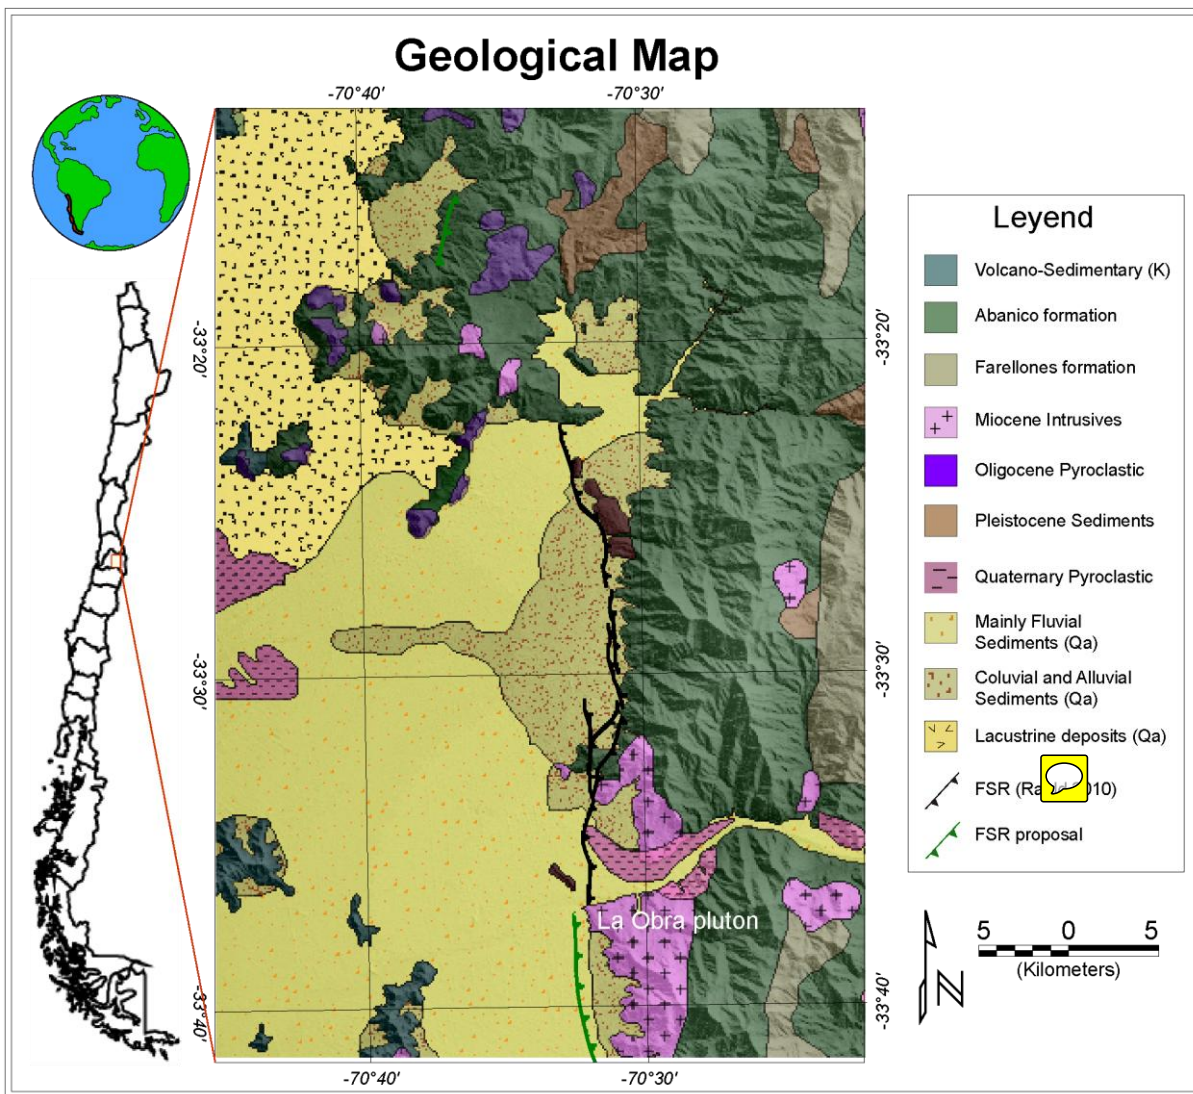 Geological Map
-70°40'
-70°30'
-33°20'
-33°20'
-33°30'
-33°30'
-33°40'
-33°40'
La Obra pluton
-70°40'
-70°30'
Leyend
Volcano-Sedimentary (K)
Abanico formation
Farellones formation
Miocene Intrusives
Oligocene Pyroclastic
Pleistocene Sediments
Quaternary Pyroclastic
Mainly Fluvial
Sediments (Qa)
Coluvial and Alluvial
Sediments (Qa)
Lacustrine deposits (Qa)
FSR
FSR proposal
N
5 0 5
(Kilometers)